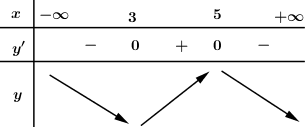 x −∞ 3 5 +∞
y′ − 0 + 0 −
y